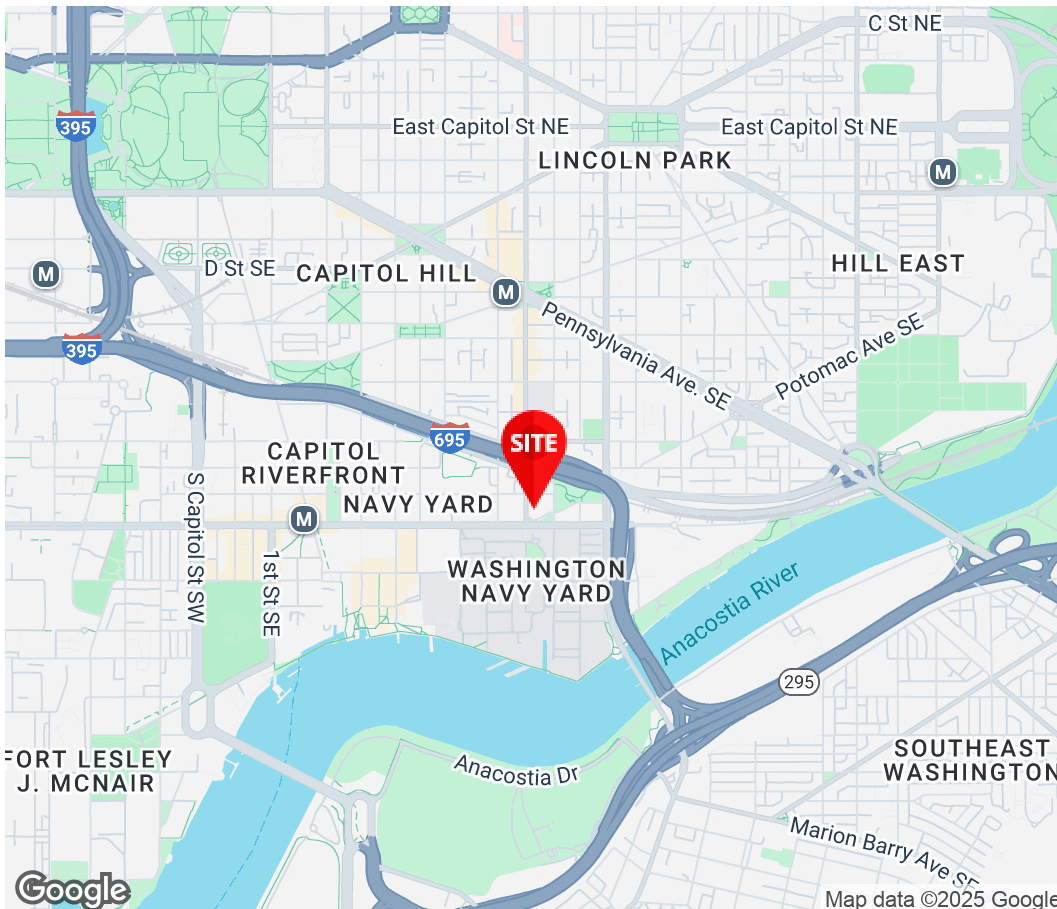 C St NE
395
East Capitol St NE
East Capitol St NE
LINCOLN PARK
M
D St SE
M
CAPITOL HILL
M
HILL EAST
Pennsylvania Ave. SE
Potomac Ave SE
395
695
SITE
CAPITOL
RIVERFRONT
NAVY YARD
M
S Capitol St SW
1st St SE
WASHINGTON
NAVY YARD
Anacostia River
295
FORT LESLEY
J. MCNAIR
Anacostia Dr
SOUTHEAST
WASHINGTON
Marion Barry Ave SE
Google
Map data ©2025 Google